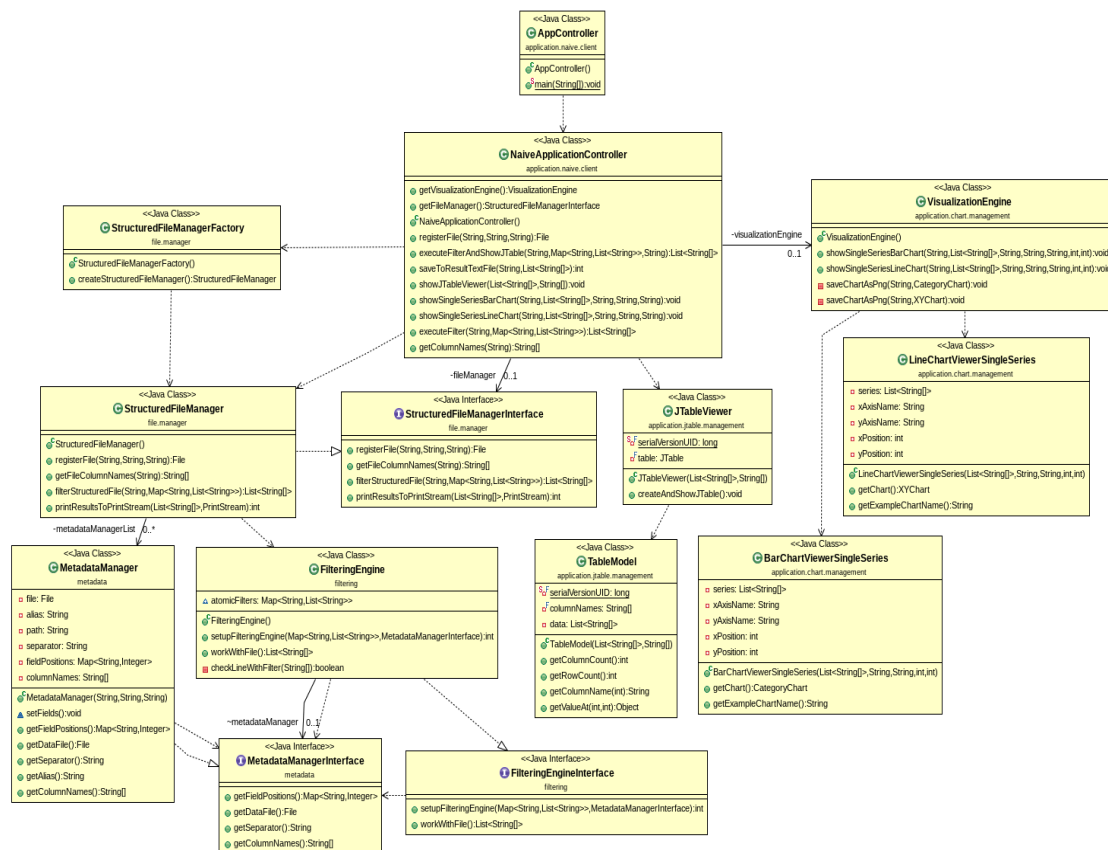 <<Java Class>>
AppController
application.naive.client
AppController()
main(String[]):void
<<Java Class>>
NaiveApplicationController
application.naive.client
getVisualizationEngine():VisualizationEngine
getFileManager():StructuredFileManagerInterface
NaiveApplicationController()
registerFile(String,String,String):File
executeFilterAndShowJTable(String,Map<String,List<String>>,String):List<String[]>
saveToResultTextFile(String,List<String[]>):int
showJTableViewer(List<String[]>,String[]):void
showSingleSeriesBarChart(String,List<String[]>,String,String,String):void
showSingleSeriesLineChart(String,List<String[]>,String,String,String):void
executeFilter(String,Map<String,List<String>>):List<String[]>
getColumnNames(String):String[]
-visualizationEngine
0..1
<<Java Class>>
VisualizationEngine
application.chart.management
VisualizationEngine()
showSingleSeriesBarChart(String,List<String[]>,String,String,String,int,int):void
showSingleSeriesLineChart(String,List<String[]>,String,String,String,int,int):void
saveChartAsPng(String,CategoryChart):void
saveChartAsPng(String,XYChart):void
<<Java Class>>
StructuredFileManagerFactory
file.manager
StructuredFileManagerFactory()
createStructuredFileManager():StructuredFileManager
<<Java Class>>
LineChartViewerSingleSeries
application.chart.management
series: List<String[]>
xAxisName: String
yAxisName: String
xPosition: int
yPosition: int
LineChartViewerSingleSeries(List<String[]>,String,String,int,int)
getChart():XYChart
getExampleChartName():String
-fileManager 0..1
<<Java Class>>
StructuredFileManager
file.manager
StructuredFileManager()
registerFile(String,String,String):File
getFileColumnNames(String):String[]
filterStructuredFile(String,Map<String,List<String>>):List<String[]>
printResultsToPrintStream(List<String[]>,PrintStream):int
<<Java Interface>>
StructuredFileManagerInterface
file.manager
registerFile(String,String,String):File
getFileColumnNames(String):String[]
filterStructuredFile(String,Map<String,List<String>>):List<String[]>
printResultsToPrintStream(List<String[]>,PrintStream):int
<<Java Class>>
JTableViewer
application.jtable.management
serialVersionUID: long
table: JTable
JTableViewer(List<String[]>,String[])
createAndShowJTable():void
-metadataManagerList 0..*
<<Java Class>>
MetadataManager
metadata
file: File
alias: String
path: String
separator: String
fieldPositions: Map<String,Integer>
columnNames: String[]
MetadataManager(String,String,String)
setFields():void
getFieldPositions():Map<String,Integer>
getDataFile():File
getSeparator():String
getAlias():String
getColumnNames():String[]
<<Java Class>>
FilteringEngine
filtering
atomicFilters: Map<String,List<String>>
FilteringEngine()
setupFilteringEngine(Map<String,List<String>>,MetadataManagerInterface):int
workWithFile():List<String[]>
checkLineWithFilter(String[]):boolean
<<Java Class>>
TableModel
application.jtable.management
serialVersionUID: long
columnNames: String[]
data: List<String[]>
TableModel(List<String[]>,String[])
getColumnCount():int
getRowCount():int
getColumnName(int):String
getValueAt(int,int):Object
<<Java Class>>
BarChartViewerSingleSeries
application.chart.management
series: List<String[]>
xAxisName: String
yAxisName: String
xPosition: int
yPosition: int
BarChartViewerSingleSeries(List<String[]>,String,String,int,int)
getChart():CategoryChart
getExampleChartName():String
~metadataManager 0..1
<<Java Interface>>
MetadataManagerInterface
metadata
getFieldPositions():Map<String,Integer>
getDataFile():File
getSeparator():String
getColumnNames():String[]
<<Java Interface>>
FilteringEngineInterface
filtering
setupFilteringEngine(Map<String,List<String>>,MetadataManagerInterface):int
workWithFile():List<String[]>